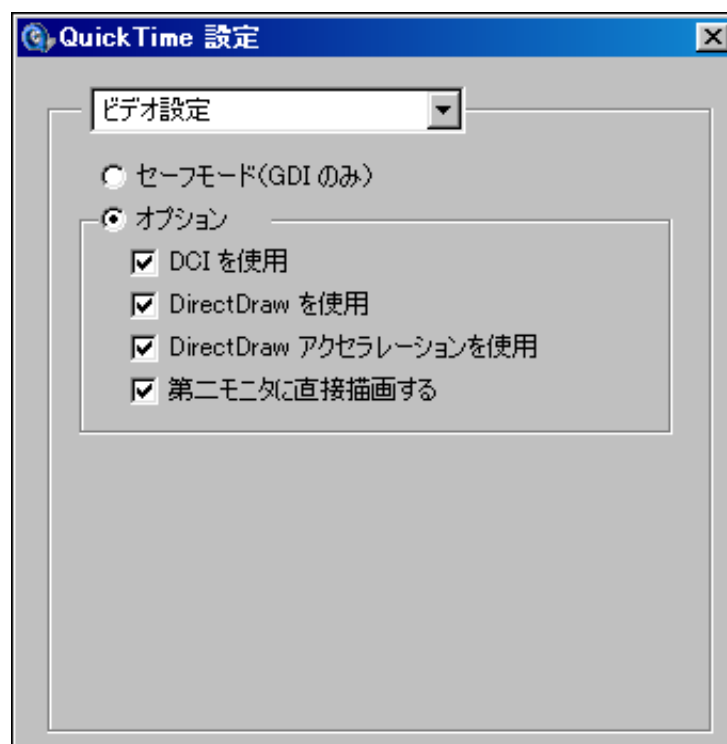 QuickTime 設定
ビデオ設定
セーフモード(GDI のみ)
オプション
DCI を使用
DirectDraw を使用
DirectDraw アクセラレーションを使用
第二モニタに直接描画する